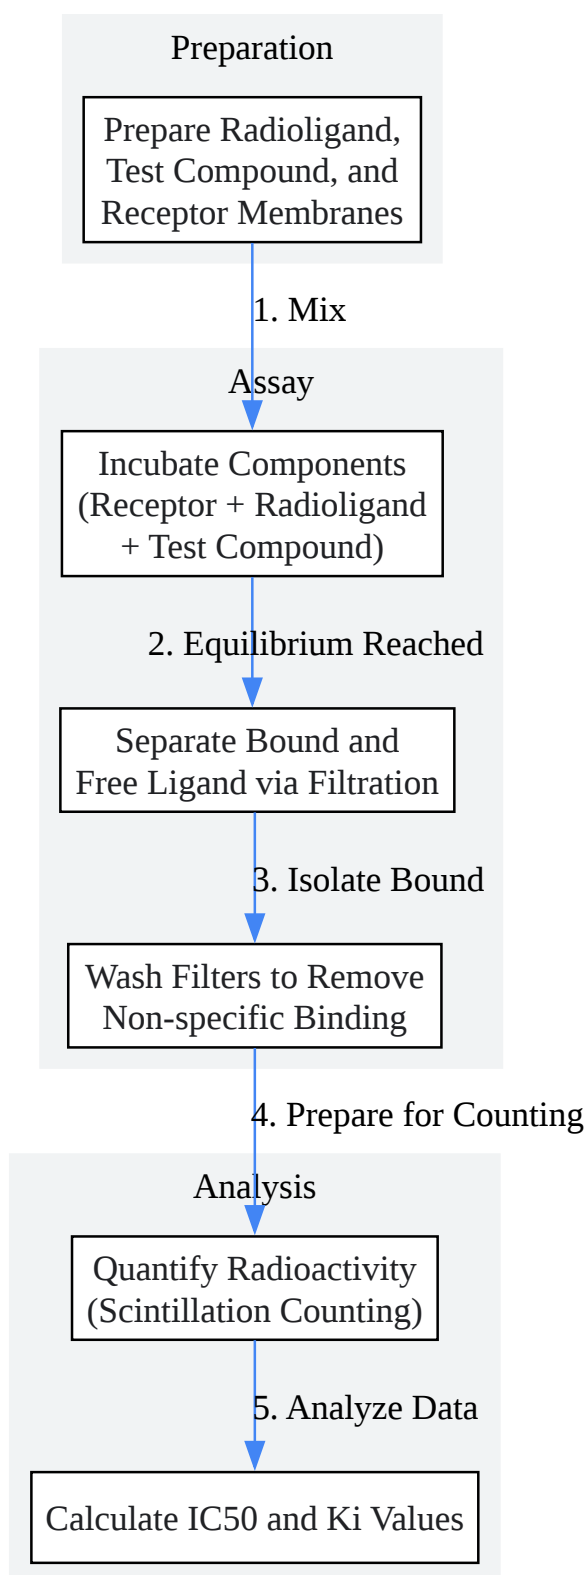 Preparation
Prepare Radioligand,
Test Compound, and
Receptor Membranes
1. Mix
Assay
Incubate Components
(Receptor + Radioligand
+ Test Compound)
2. Equilibrium Reached
Separate Bound and
Free Ligand via Filtration
3. Isolate Bound
Wash Filters to Remove
Non-specific Binding
4. Prepare for Counting
Analysis
Quantify Radioactivity
(Scintillation Counting)
5. Analyze Data
Calculate IC50 and Ki Values